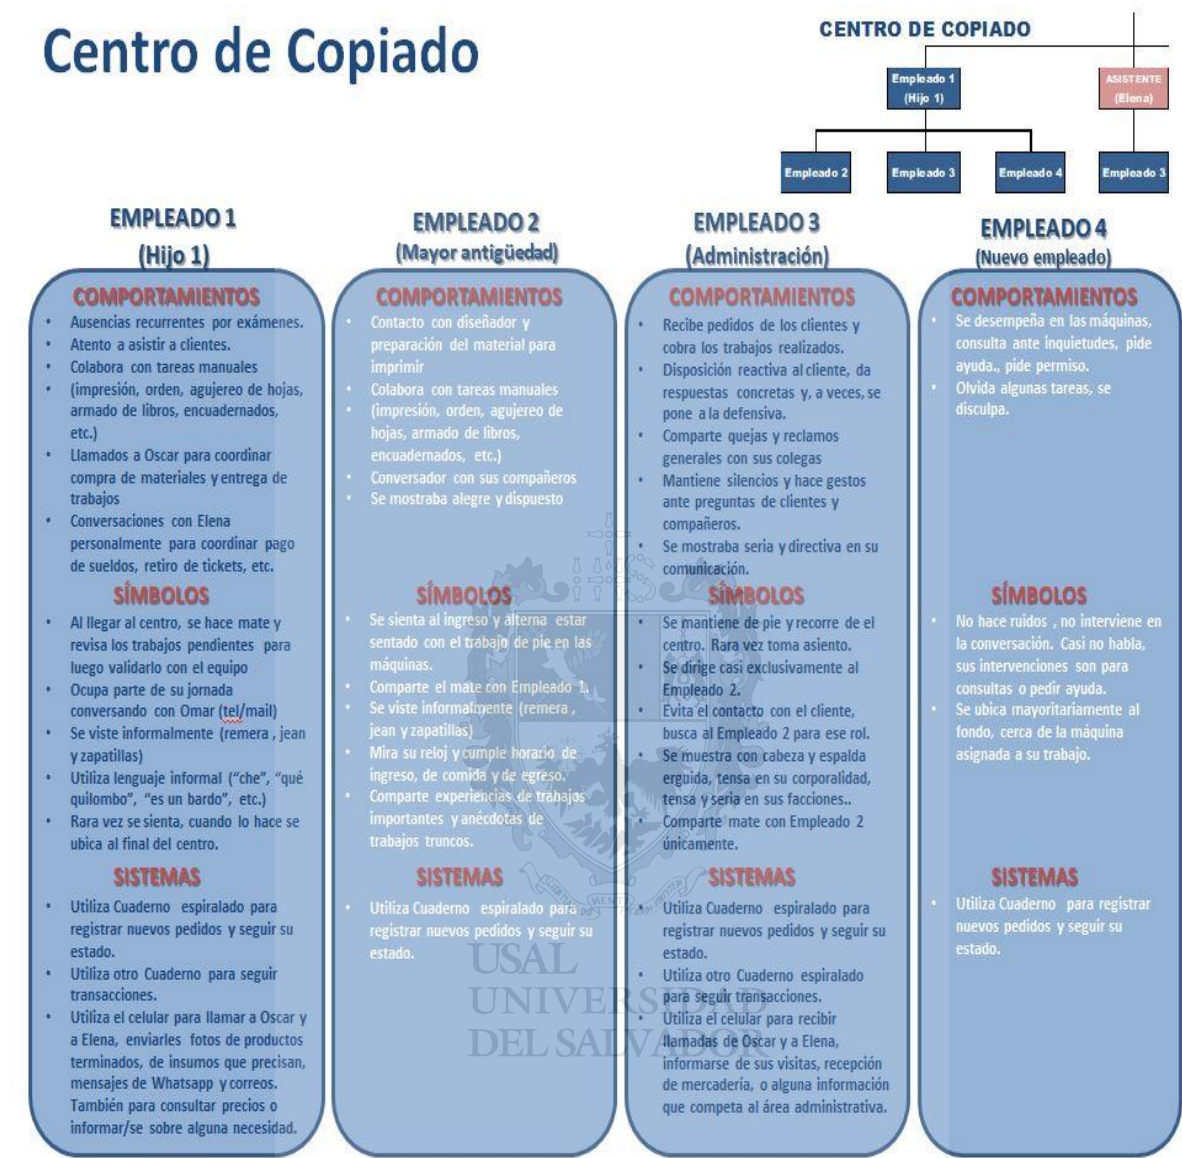 Centro de Copiado
CENTRO DE COPIADO
Empleado 1
(Hijo 1)
ASISTENTE
(Elena)
Empleado 2
Empleado 3
Empleado 4
Empleado 3
EMPLEADO 1
(Hijo 1)
COMPORTAMIENTOS
• Ausencias recurrentes por exámenes.
• Atento a asistir a clientes.
• Colabora con tareas manuales
• (impresión, orden, agujereo de hojas,
armado de libros, encuadernados,
etc.)
• Llamados a Oscar para coordinar
compra de materiales y entrega de
trabajos
• Conversaciones con Elena
personalmente para coordinar pago
de sueldos, retiro de tickets, etc.
SÍMBOLOS
• Al llegar al centro, se hace mate y
revisa los trabajos pendientes para
luego validarlo con el equipo
• Ocupa parte de su jornada
conversando con Omar (tel/mail)
• Se viste informalmente (remera , jean
y zapatillas)
• Utiliza lenguaje informal (“che”, “qué
quilombo”, “es un bardo”, etc.)
• Rara vez se sienta, cuando lo hace se
ubica al final del centro.
SISTEMAS
• Utiliza Cuaderno espiralado para
registrar nuevos pedidos y seguir su
estado.
• Utiliza otro Cuaderno para seguir
transacciones.
• Utiliza el celular para llamar a Oscar y
a Elena, enviarles fotos de productos
terminados, de insumos que precisan,
mensajes de Whatsapp y correos.
También para consultar precios o
informar/se sobre alguna necesidad.
EMPLEADO 2
(Mayor antigüedad)
COMPORTAMIENTOS
• Contacto con diseñador y
preparación del material para
imprimir
• Colabora con tareas manuales
• (impresión, orden, agujereo de
hojas, armado de libros,
encuadernados, etc.)
• Conversador con sus compañeros
• Se mostraba alegre y dispuesto
SÍMBOLOS
• Se sienta al ingreso y alterna estar
sentado con el trabajo de pie en las
máquinas.
• Comparte el mate con Empleado 1.
• Se viste informalmente (remera ,
jean y zapatillas)
• Mira su reloj y cumple horario de
ingreso, de comida y de egreso.
• Comparte experiencias de trabajos
importantes y anécdotas de
trabajos truncos.
SISTEMAS
• Utiliza Cuaderno espiralado para
registrar nuevos pedidos y seguir su
estado.
EMPLEADO 3
(Administración)
COMPORTAMIENTOS
• Recibe pedidos de los clientes y
cobra los trabajos realizados.
• Disposición reactiva al cliente, da
respuestas concretas y, a veces, se
pone a la defensiva.
• Comparte quejas y reclamos
generales con sus colegas
• Mantiene silencios y hace gestos
ante preguntas de clientes y
compañeros.
• Se mostraba seria y directiva en su
comunicación.
SÍMBOLOS
• Se mantiene de pie y recorre de el
centro. Rara vez toma asiento.
• Se dirige casi exclusivamente al
Empleado 2.
• Evita el contacto con el cliente,
busca al Empleado 2 para ese rol.
• Se muestra con cabeza y espalda
erguida, tensa en su corporalidad,
tensa y seria en sus facciones..
• Comparte mate con Empleado 2
únicamente.
SISTEMAS
• Utiliza Cuaderno espiralado para
registrar nuevos pedidos y seguir su
estado.
• Utiliza otro Cuaderno espiralado
para seguir transacciones.
• Utiliza el celular para recibir
llamadas de Oscar y a Elena,
informarse de sus visitas, recepción
de mercadería, o alguna información
que competa al área administrativa.
EMPLEADO 4
(Nuevo empleado)
COMPORTAMIENTOS
• Se desempeña en las máquinas,
consulta ante inquietudes, pide
ayuda., pide permiso.
• Olvida algunas tareas, se
disculpa.
SÍMBOLOS
• No hace ruidos , no interviene en
la conversación. Casi no habla,
sus intervenciones son para
consultas o pedir ayuda.
• Se ubica mayoritariamente al
fondo, cerca de la máquina
asignada a su trabajo.
SISTEMAS
• Utiliza Cuaderno para registrar
nuevos pedidos y seguir su
estado.
USAL
UNIVERSIDAD
DEL SALVADOR